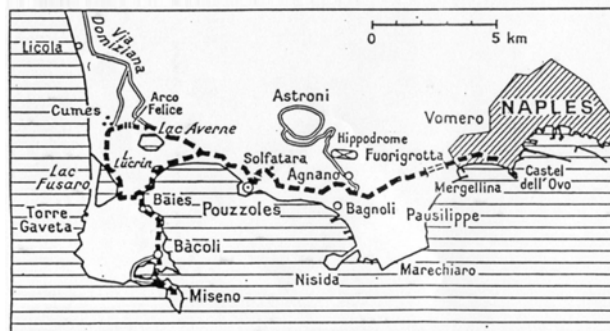 0 5 km
Licola
Via
Domiziana
Arco
Felice
Cumes
Lac Averne
L. Lucrin
Lac
Fusaro
Torre
Gaveta
Baïes
Bàcoli
Miseno
Pouzzoles
Solfatara
Astroni
Hippodrome
Fuorigrotta
Agnano
Bagnoli
Nisida
Vomero
NAPLES
Mergellina
Castel
dell'Ovo
Pausilippe
Marechiaro